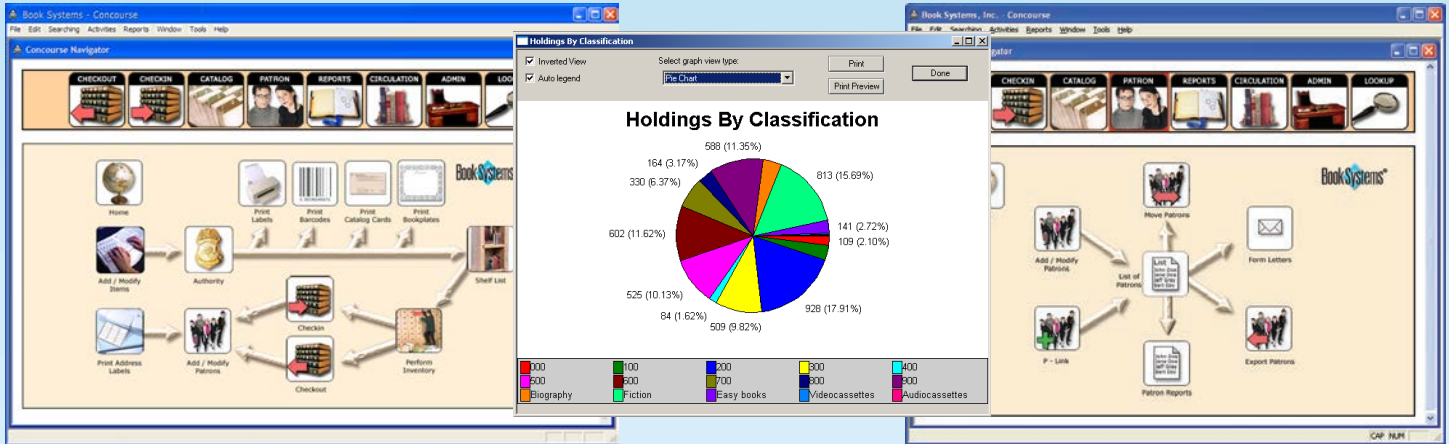 Book Systems - Concourse
File Edit Searching Activities Reports Window Tools Help
Concourse Navigator
CHECKOUT CHECKIN CATALOG PATRON REPORTS CIRCULATION ADMIN
BookSystems
Home
Print Labels
Print Barcodes
Print Catalog Cards
Print Bookplates
Add / Modify Items
Authority
Shelf List
Checkin
Print Address Labels
Add / Modify Patrons
Perform Inventory
Checkout
Holdings By Classification
Inverted View
Auto legend
Select graph view type:
Pie Chart
Print
Print Preview
Done
Holdings By Classification
588 (11.35%)
164 (3.17%)
813 (15.69%)
330 (6.37%)
141 (2.72%)
602 (11.62%)
109 (2.10%)
525 (10.13%)
928 (17.91%)
84 (1.62%)
509 (9.82%)
000 100 200 300 400
500 600 700 800 900
Biography Fiction Easy books Videocassettes Audiocassettes
Book Systems, Inc. - Concourse
File Edit Searching Activities Reports Window Tools Help
CHECKIN CATALOG PATRON REPORTS CIRCULATION ADMIN LOOKUP
BookSystems®
Move Patrons
Add / Modify Patrons
List of Patrons
List
Form Letters
P - Link
Export Patrons
Patron Reports
CAP NUM